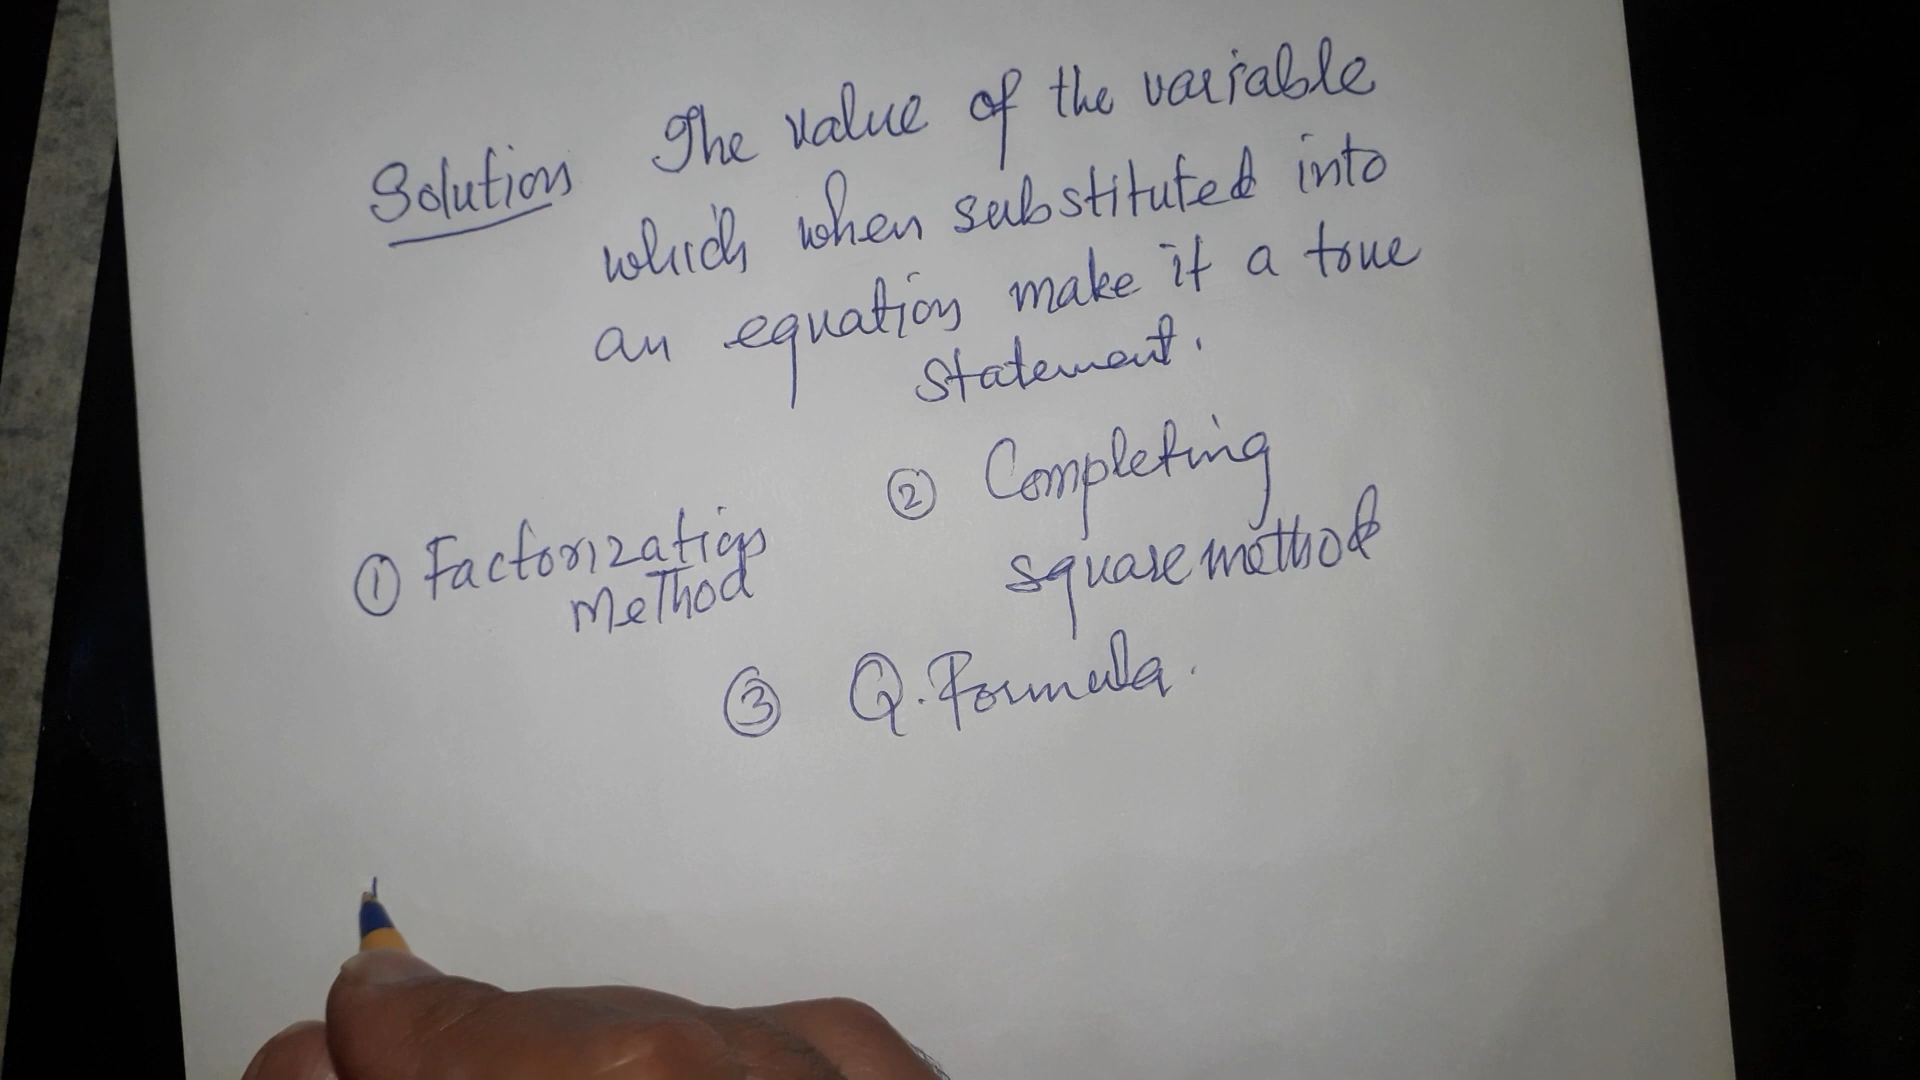 Solution The value of the variable
which when substituted into
an equation make it a true
statement.
① Factorization
Method
② Completing
square method
③ Q. Formula.